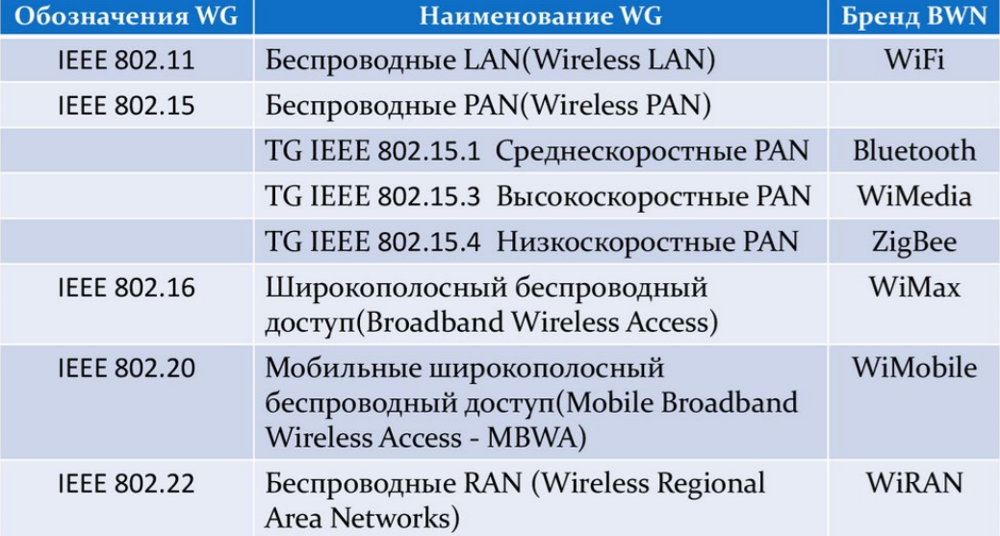 Обозначения WG Наименование WG Бренд BWN
IEEE 802.11 Беспроводные LAN(Wireless LAN) WiFi
IEEE 802.15 Беспроводные PAN(Wireless PAN)
TG IEEE 802.15.1 Среднескоростные PAN Bluetooth
TG IEEE 802.15.3 Высокоскоростные PAN WiMedia
TG IEEE 802.15.4 Низкоскоростные PAN ZigBee
IEEE 802.16 Широкополосный беспроводный WiMax
доступ(Broadband Wireless Access)
IEEE 802.20 Мобильные широкополосный WiMobile
беспроводный доступ(Mobile Broadband
Wireless Access - MBWA)
IEEE 802.22 Беспроводные RAN (Wireless Regional WiRAN
Area Networks)